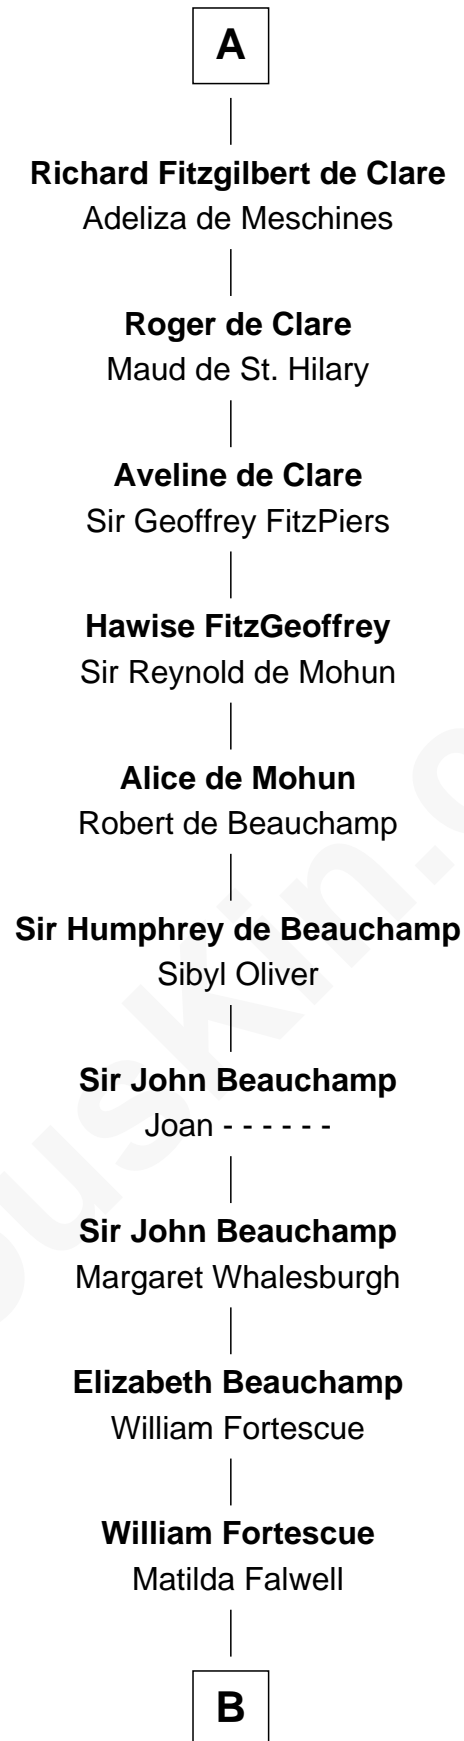 A
Richard Fitzgilbert de Clare
Adeliza de Meschines
Roger de Clare
Maud de St. Hilary
Aveline de Clare
Sir Geoffrey FitzPiers
Hawise FitzGeoffrey
Sir Reynold de Mohun
Alice de Mohun
Robert de Beauchamp
Sir Humphrey de Beauchamp
Sibyl Oliver
Sir John Beauchamp
Joan - - - - - -
Sir John Beauchamp
Margaret Whalesburgh
Elizabeth Beauchamp
William Fortescue
William Fortescue
Matilda Falwell
B